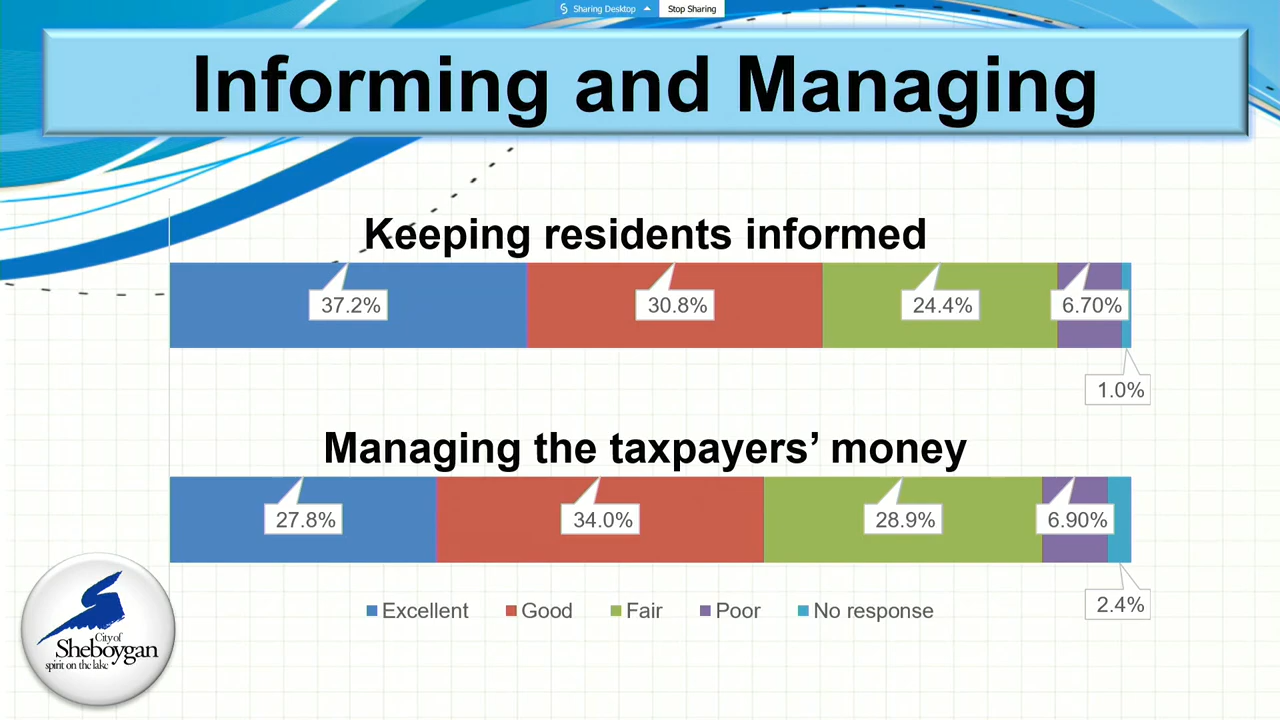 Sharing Desktop Stop Sharing
Informing and Managing
Keeping residents informed
37.2% 30.8% 24.4% 6.70%
1.0%
Managing the taxpayers’ money
27.8% 34.0% 28.9% 6.90%
2.4%
Excellent Good Fair Poor No response
City of
Sheboygan
spirit on the lake